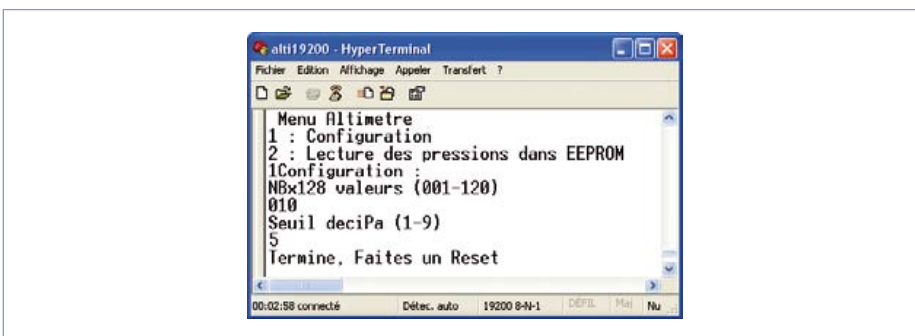 alti19200 - HyperTerminal
Fichier Edition Affichage Appeler Transfert ?
Menu Altimetre
1 : Configuration
2 : Lecture des pressions dans EEPROM
1Configuration :
NBx128 valeurs (001-120)
010
Seuil deciPa (1-9)
5
Termine, Faites un Reset
00:02:58 connecté Détec. auto 19200 8-N-1 DÉFIL Maj Nu